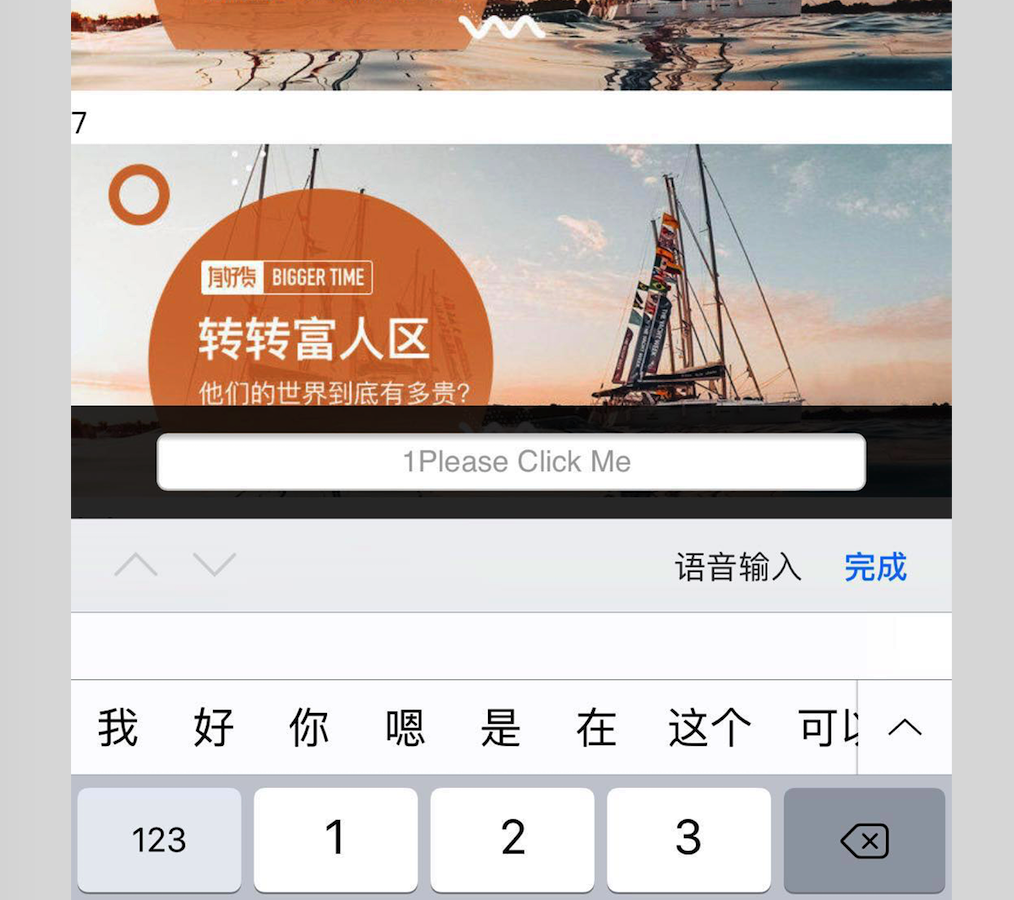 7
有好货 BIGGER TIME
转转富人区
他们的世界到底有多贵?
1Please Click Me
语音输入 完成
我 好 你 嗯 是 在 这个 可以
123 1 2 3